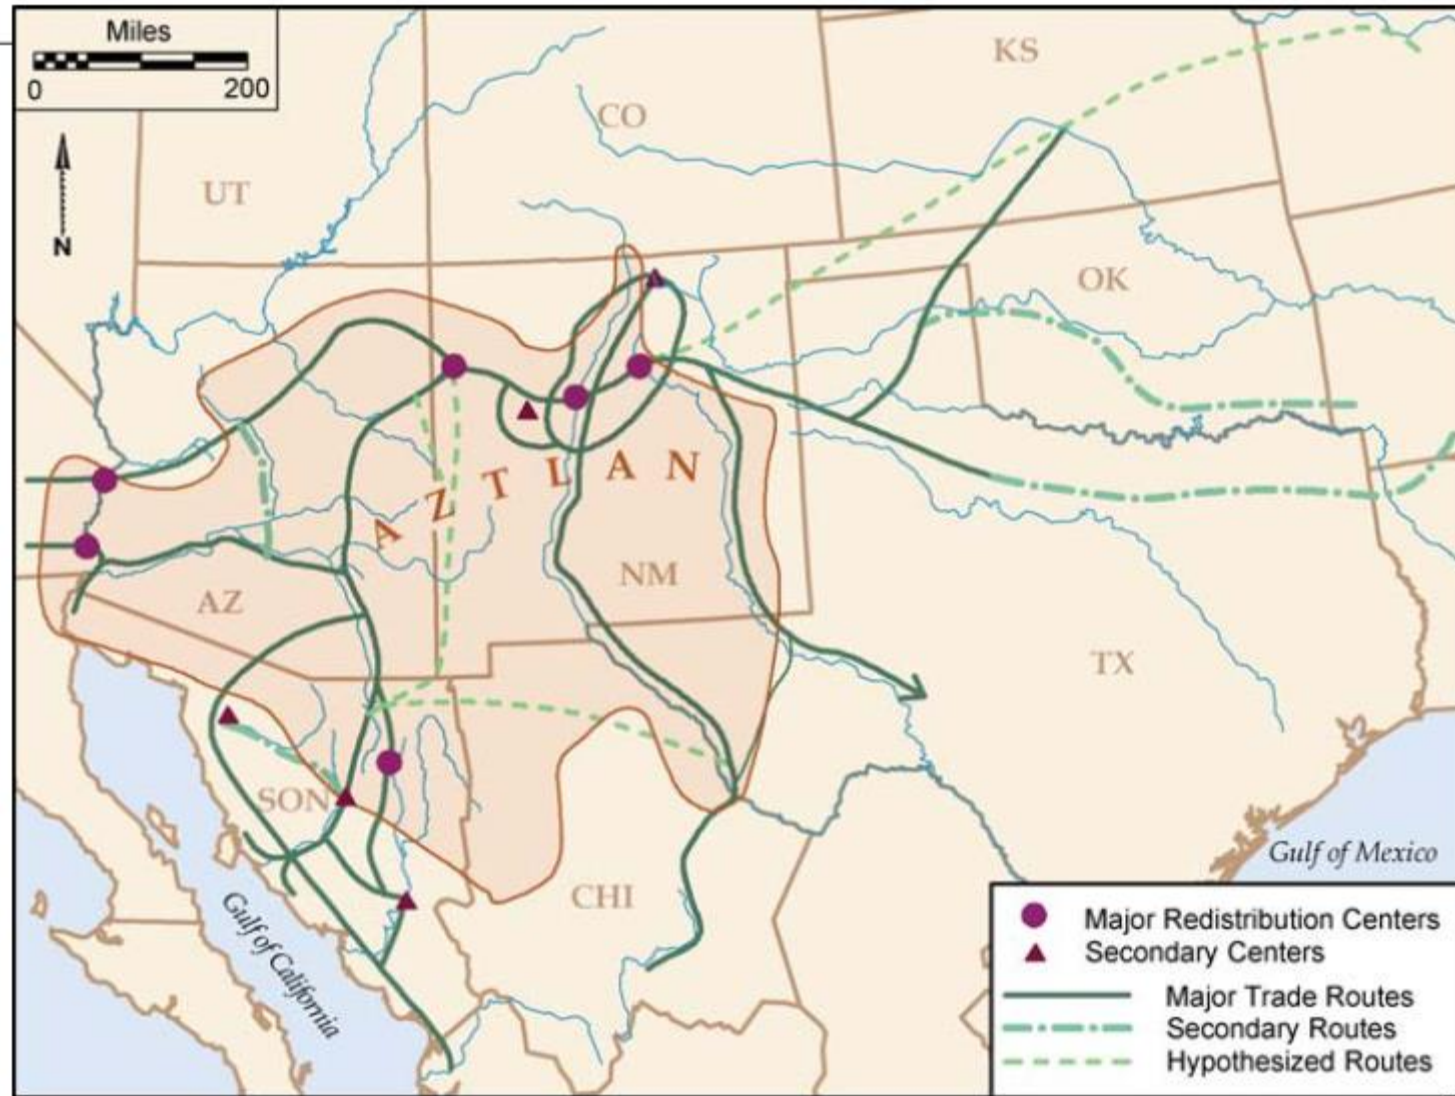 Miles
0 200
N
UT
CO
KS
OK
A Z T L A N
NM
AZ
TX
SON
CHI
Gulf of California
Gulf of Mexico
Major Redistribution Centers
Secondary Centers
Major Trade Routes
Secondary Routes
Hypothesized Routes